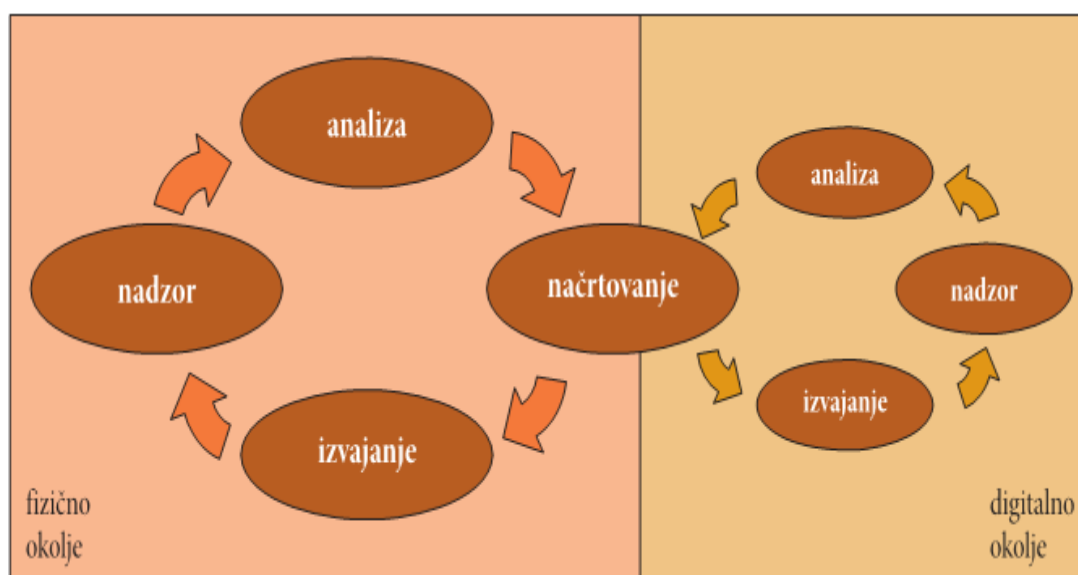 analiza
analiza
nadzor
načrtovanje
nadzor
izvajanje
izvajanje
fizično
okolje
digitalno
okolje